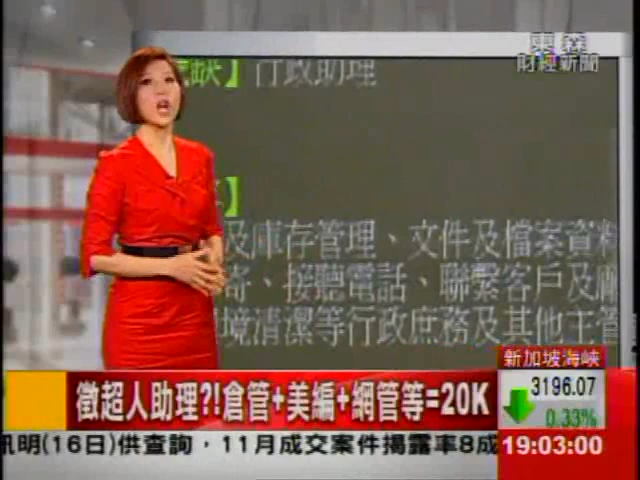 東森
財經新聞
缺】行政助理
】
及庫存管理、文件及檔案資料
寄、接聽電話、聯繫客戶及庫
境清潔等行政庶務及其他主管
新加坡海峽
3196.07
0.33%
徵超人助理?!倉管+美編+網管等=20K
訊明(16日)供查詢，11月成交案件揭露率8成
19:03:00